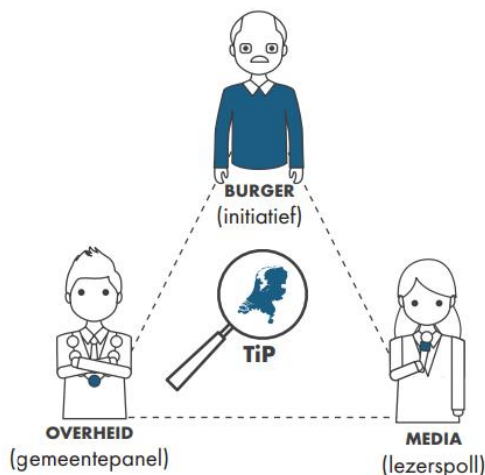 BURGER
(initiatief)
TiP
OVERHEID
(gemeentepanel)
MEDIA
(lezerspoll)